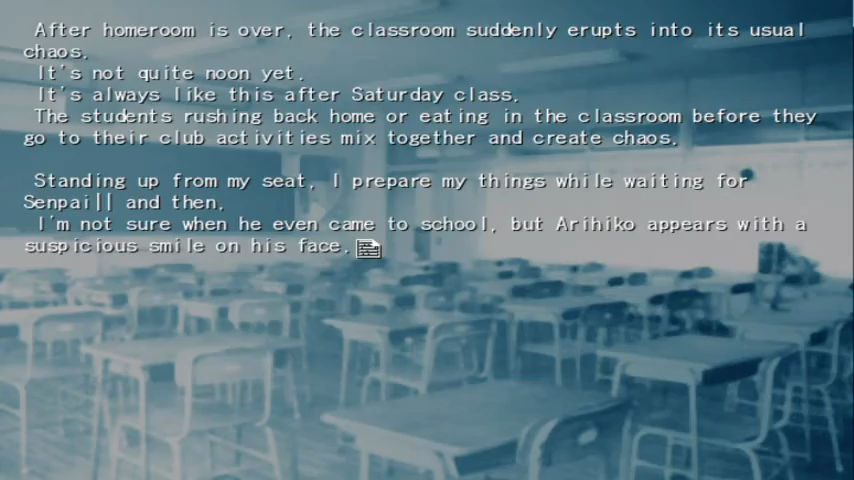 After homeroom is over, the classroom suddenly erupts into its usual
chaos.
It's not quite noon yet.
It's always like this after Saturday class.
The students rushing back home or eating in the classroom before they
go to their club activities mix together and create chaos.
Standing up from my seat, I prepare my things while waiting for
Senpai|| and then,
I'm not sure when he even came to school, but Arihiko appears with a
suspicious smile on his face.